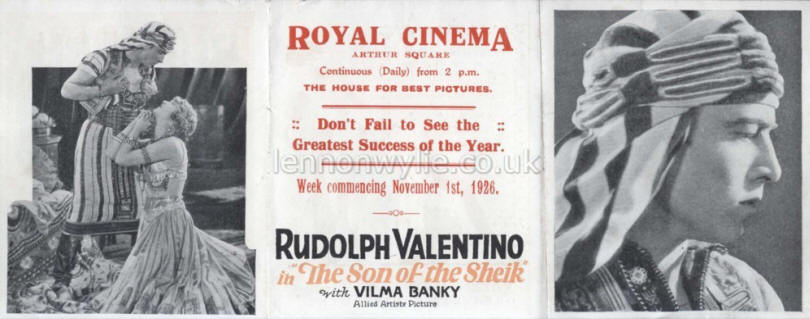 ROYAL CINEMA
ARTHUR SQUARE
Continuous (Daily) from 2 p.m.
THE HOUSE FOR BEST PICTURES.
:: Don't Fail to See the ::
Greatest Success of the Year.
lennonwylie.co.uk
Week commencing November 1st, 1926.
RUDOLPH VALENTINO
in "The Son of the Sheik"
with VILMA BANKY
Allied Artists Picture